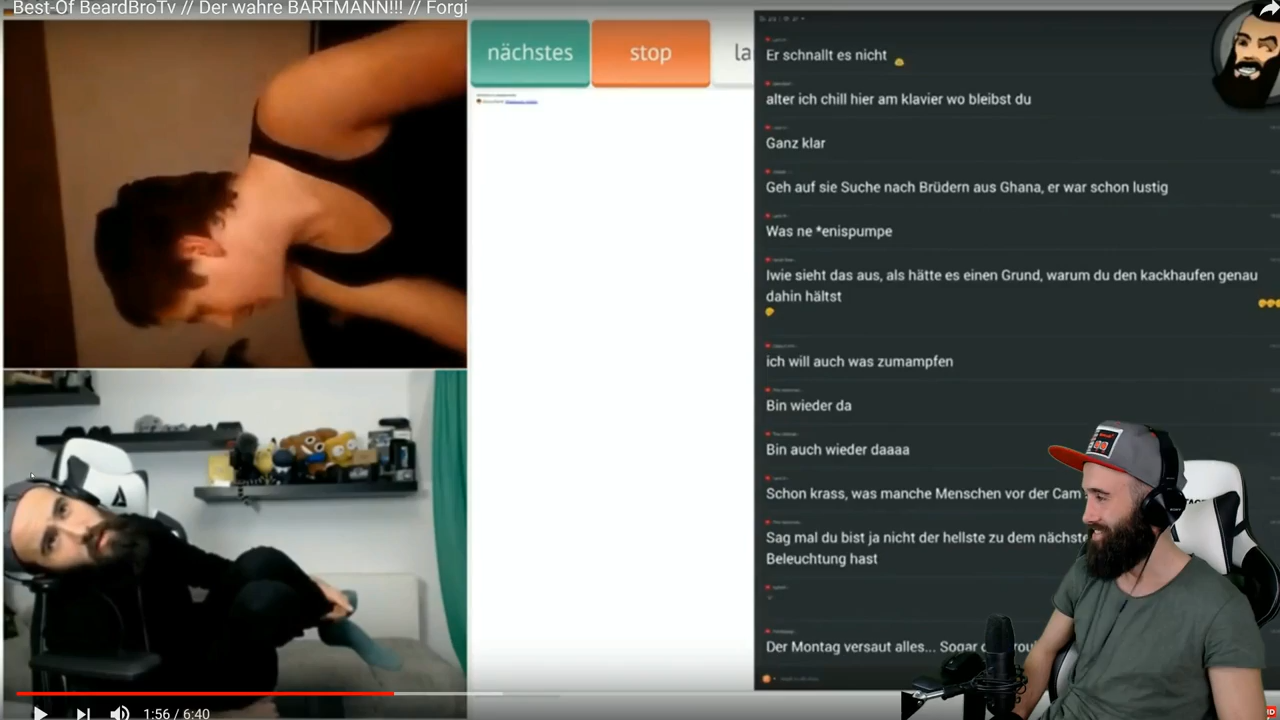 Best-Of BeardBroTv // Der wahre BARTMANN!!! // Forgi
nächstes
stop
la
Er schnallt es nicht
alter ich chill hier am klavier wo bleibst du
Ganz klar
Geh auf sie Suche nach Brüdern aus Ghana, er war schon lustig
Was ne *enispumpe
Iwie sieht das aus, als hätte es einen Grund, warum du den kackhaufen genau
dahin hältst
ich will auch was zumampfen
Bin wieder da
Bin auch wieder daaaa
Schon krass, was manche Menschen vor der Cam
Sag mal du bist ja nicht der hellste zu dem nächste
Beleuchtung hast
Der Montag versaut alles... Sogar
1:56 / 6:40